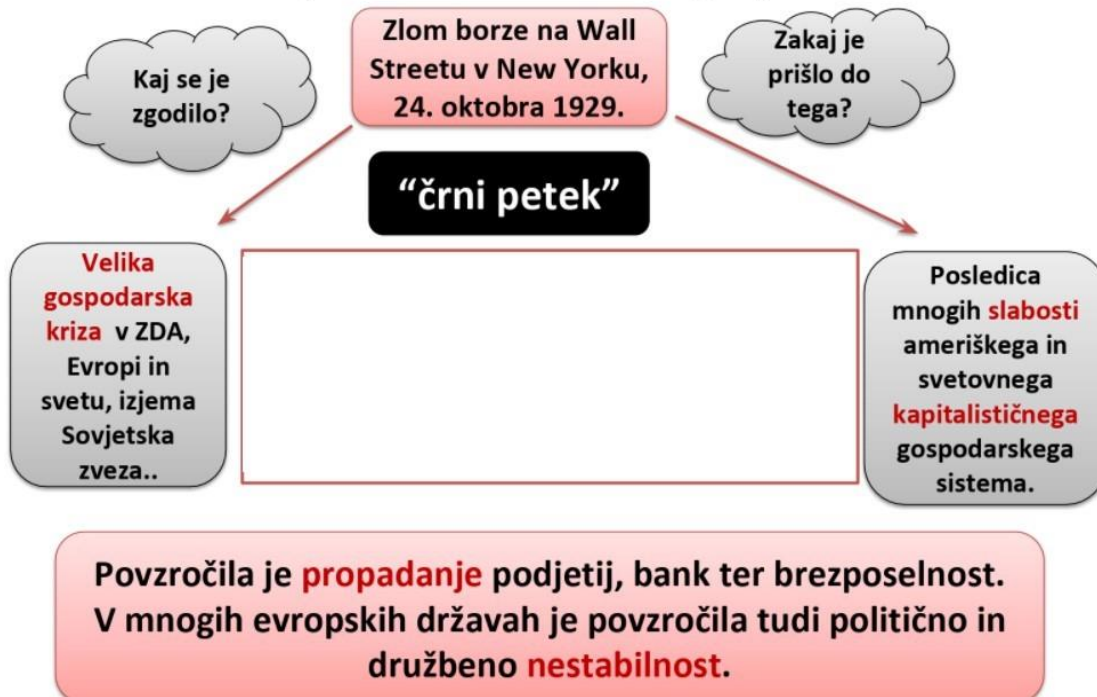 Kaj se je
zgodilo?
Zlom borze na Wall
Streetu v New Yorku,
24. oktobra 1929.
Zakaj je
prišlo do
tega?
“črni petek”
Velika
gospodarska
kriza v ZDA,
Evropi in
svetu, izjema
Sovjetska
zveza..
Posledica
mnogih slabosti
ameriškega in
svetovnega
kapitalističnega
gospodarskega
sistema.
Povzročila je propadanje podjetij, bank ter brezposelnost.
V mnogih evropskih državah je povzročila tudi politično in
družbeno nestabilnost.